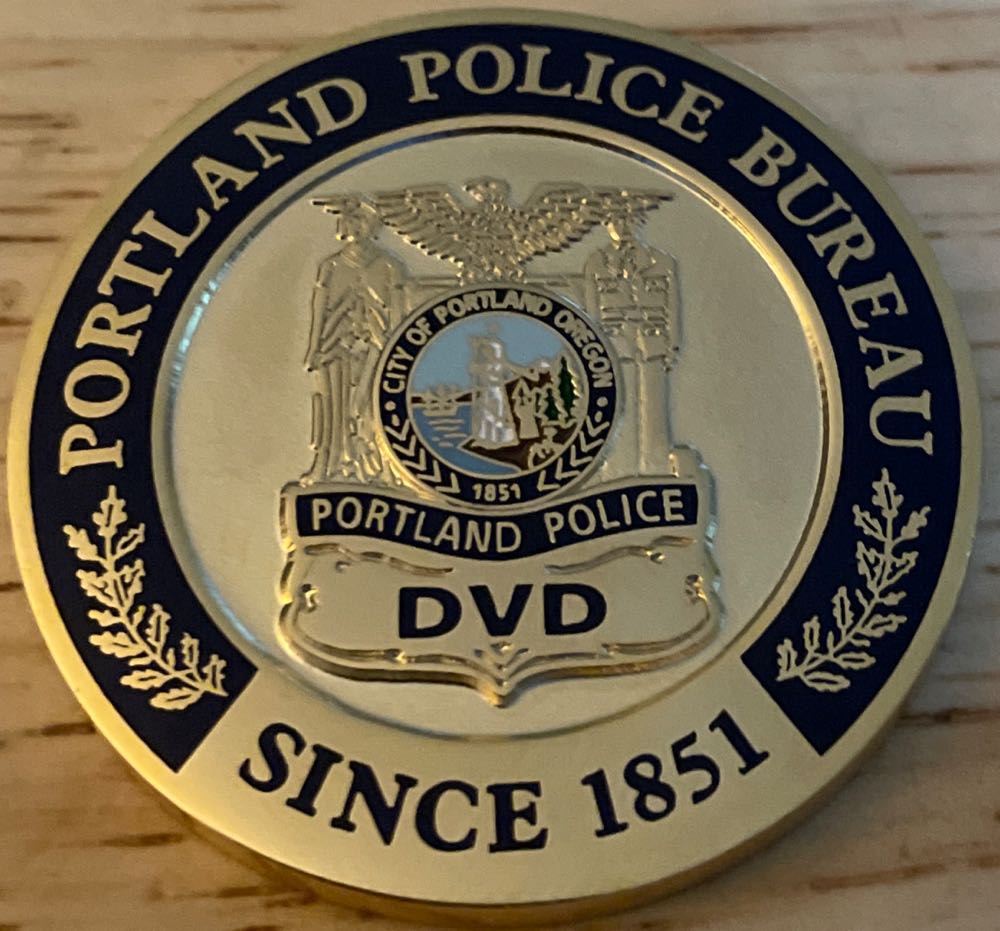 PORTLAND POLICE BUREAU
CITY OF PORTLAND OREGON
1851
PORTLAND POLICE
DVD
SINCE 1851